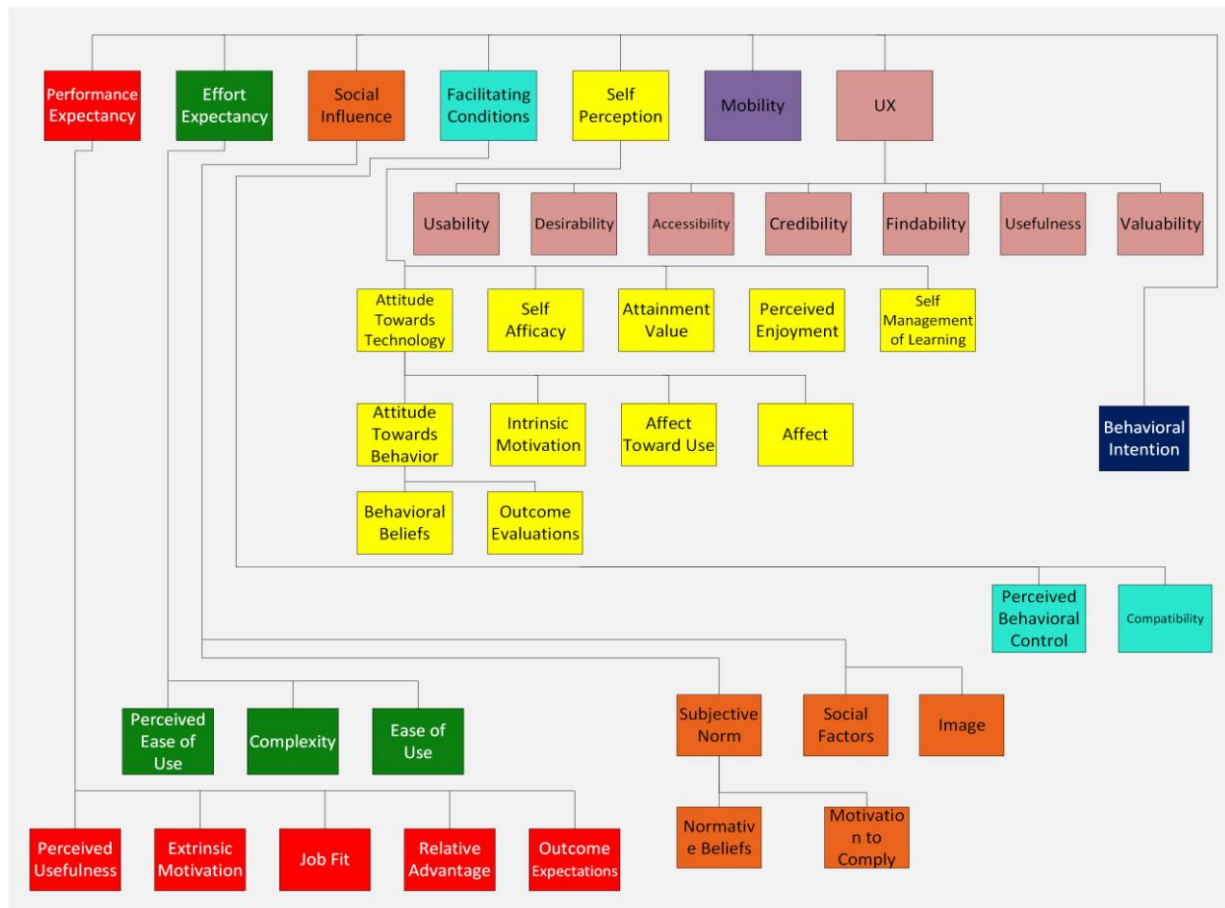 Performance
Expectancy
Effort
Expectancy
Social
Influence
Facilitating
Conditions
Self
Perception
Mobility
UX
Usability
Desirability
Accessibility
Credibility
Findability
Usefulness
Valuability
Attitude
Towards
Technology
Self
Afficacy
Attainment
Value
Perceived
Enjoyment
Self
Management
of Learning
Attitude
Towards
Behavior
Intrinsic
Motivation
Affect
Toward Use
Affect
Behavioral
Intention
Behavioral
Beliefs
Outcome
Evaluations
Perceived
Behavioral
Control
Compatibility
Subjective
Norm
Social
Factors
Image
Perceived
Ease of
Use
Complexity
Ease of
Use
Normativ
e Beliefs
Motivatio
n to
Comply
Perceived
Usefulness
Extrinsic
Motivation
Job Fit
Relative
Advantage
Outcome
Expectations